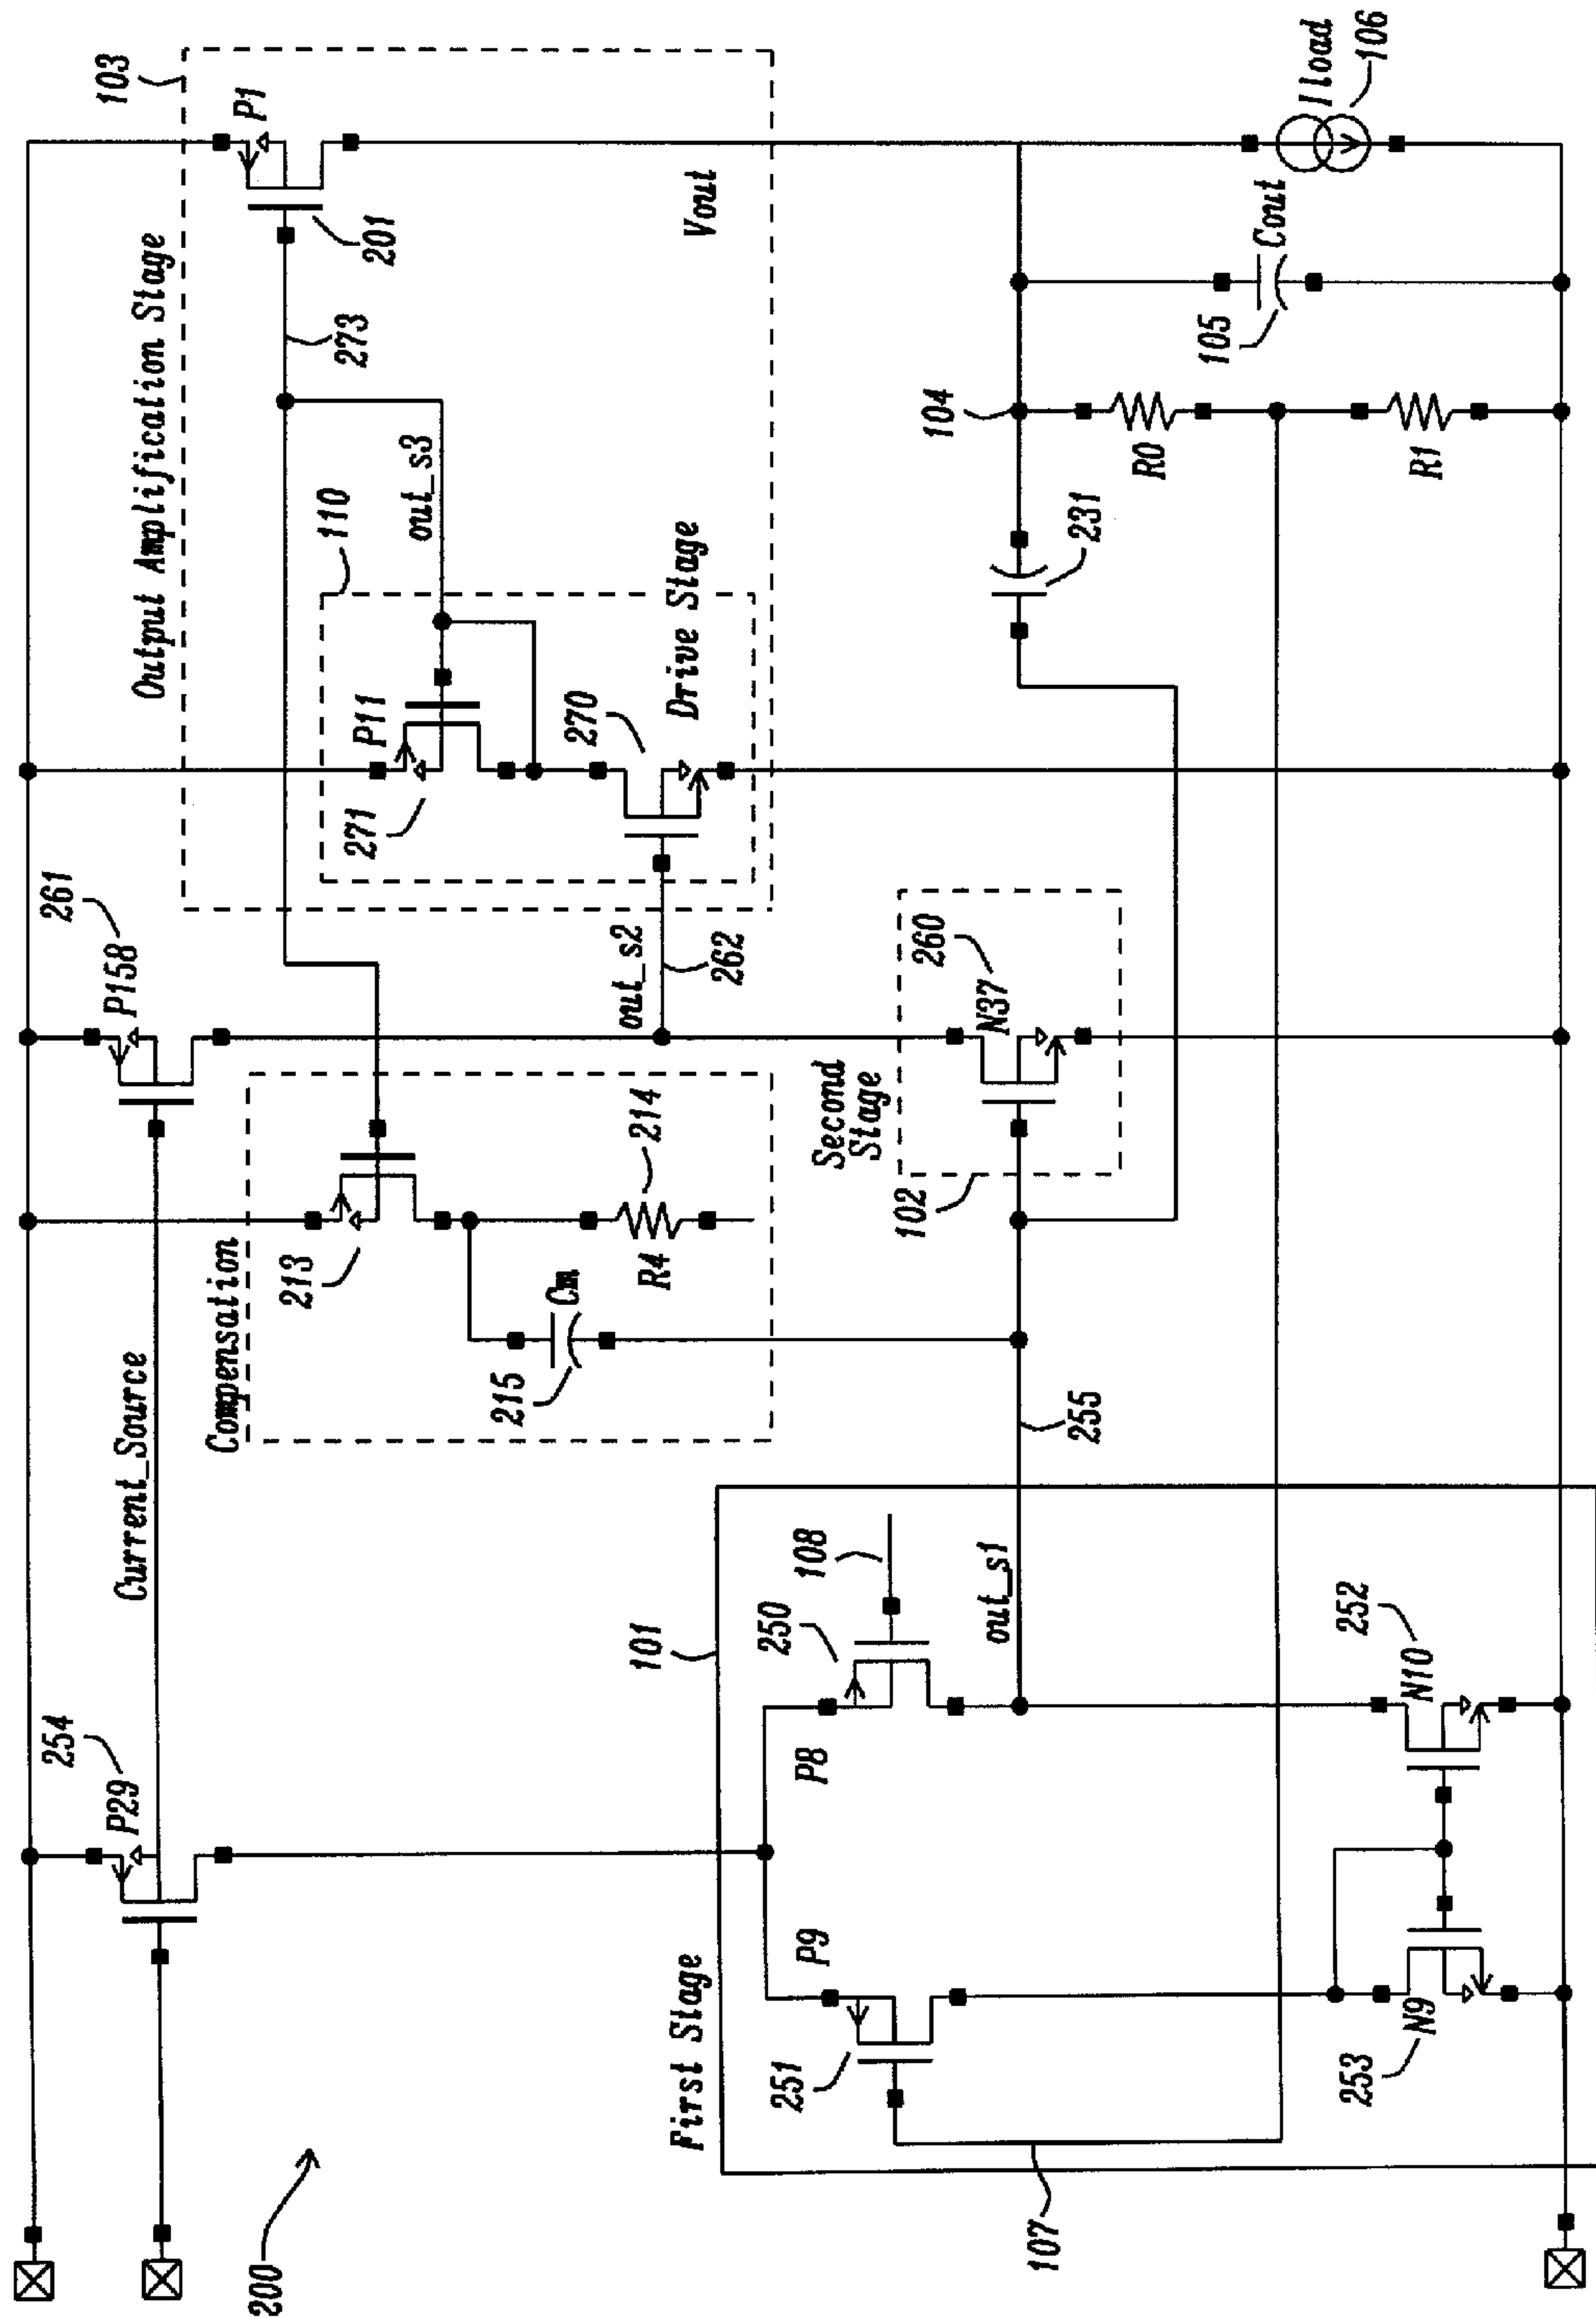 200
254
P29
Current_Source
261
P158
103
Output Amplification Stage
P1
201
273
110
out_s3
P11
271
270
Drive Stage
Vout
Compensation
213
214
R4
Cm
215
out_s2
262
Second
Stage
260
N37
102
255
104
231
R0
R1
105
Cout
Iload
106
First Stage
101
108
250
P8
P9
251
out_s1
252
N10
N9
253
107